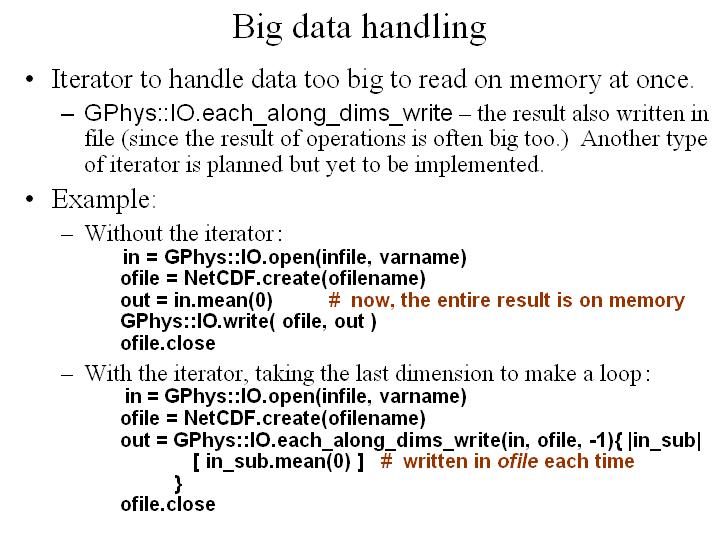 Big data handling
• Iterator to handle data too big to read on memory at once.
– GPhys::IO.each_along_dims_write – the result also written in
file (since the result of operations is often big too.)  Another type
of iterator is planned but yet to be implemented.
• Example:
– Without the iterator:
in = GPhys::IO.open(infile, varname)
ofile = NetCDF.create(ofilename)
out = in.mean(0)          #  now, the entire result is on memory
GPhys::IO.write( ofile, out )
ofile.close
– With the iterator, taking the last dimension to make a loop:
in = GPhys::IO.open(infile, varname)
ofile = NetCDF.create(ofilename)
out = GPhys::IO.each_along_dims_write(in, ofile, -1){ |in_sub|
[ in_sub.mean(0) ]   #  written in ofile each time
}
ofile.close